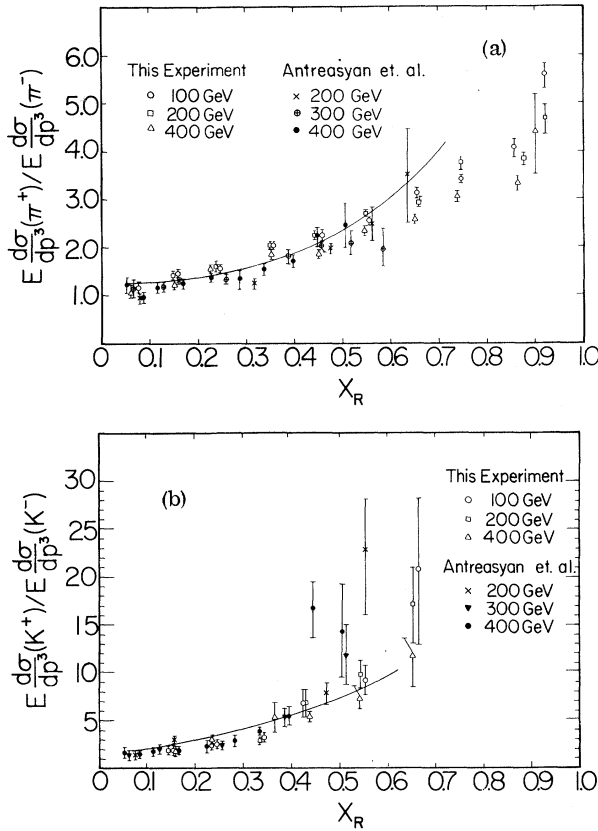 (a)
This Experiment
○ 100 GeV
□ 200 GeV
△ 400 GeV
Antreasyan et. al.
× 200 GeV
⊕ 300 GeV
● 400 GeV
E dσ/dp³(π⁺)/E dσ/dp³(π⁻)
6.0
5.0
4.0
3.0
2.0
1.0
0 0.1 0.2 0.3 0.4 0.5 0.6 0.7 0.8 0.9 1.0
X_R
(b)
This Experiment
○ 100 GeV
□ 200 GeV
△ 400 GeV
Antreasyan et. al.
× 200 GeV
▼ 300 GeV
● 400 GeV
E dσ/dp³(K⁺)/E dσ/dp³(K⁻)
30
25
20
15
10
5
0 0.1 0.2 0.3 0.4 0.5 0.6 0.7 0.8 0.9 1.0
X_R